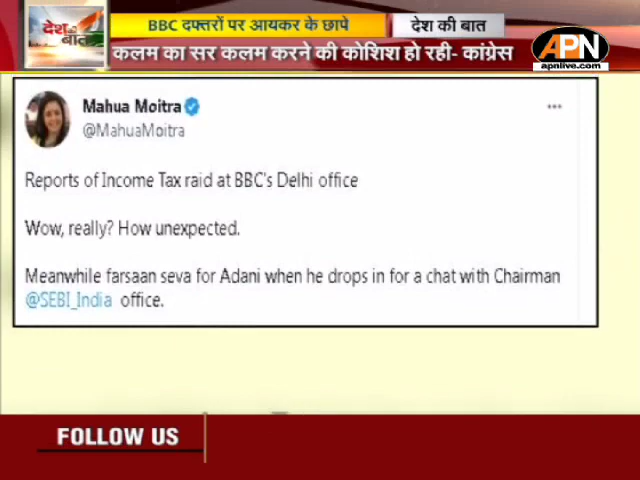 देश की बात
BBC दफ्तरों पर आयकर के छापे
देश की बात
कलम का सर कलम करने की कोशिश हो रही- कांग्रेस
APN
apnlive.com
Mahua Moitra
@MahuaMoitra
Reports of Income Tax raid at BBC's Delhi office
Wow, really? How unexpected.
Meanwhile farsaan seva for Adani when he drops in for a chat with Chairman
@SEBI_India office.
FOLLOW US